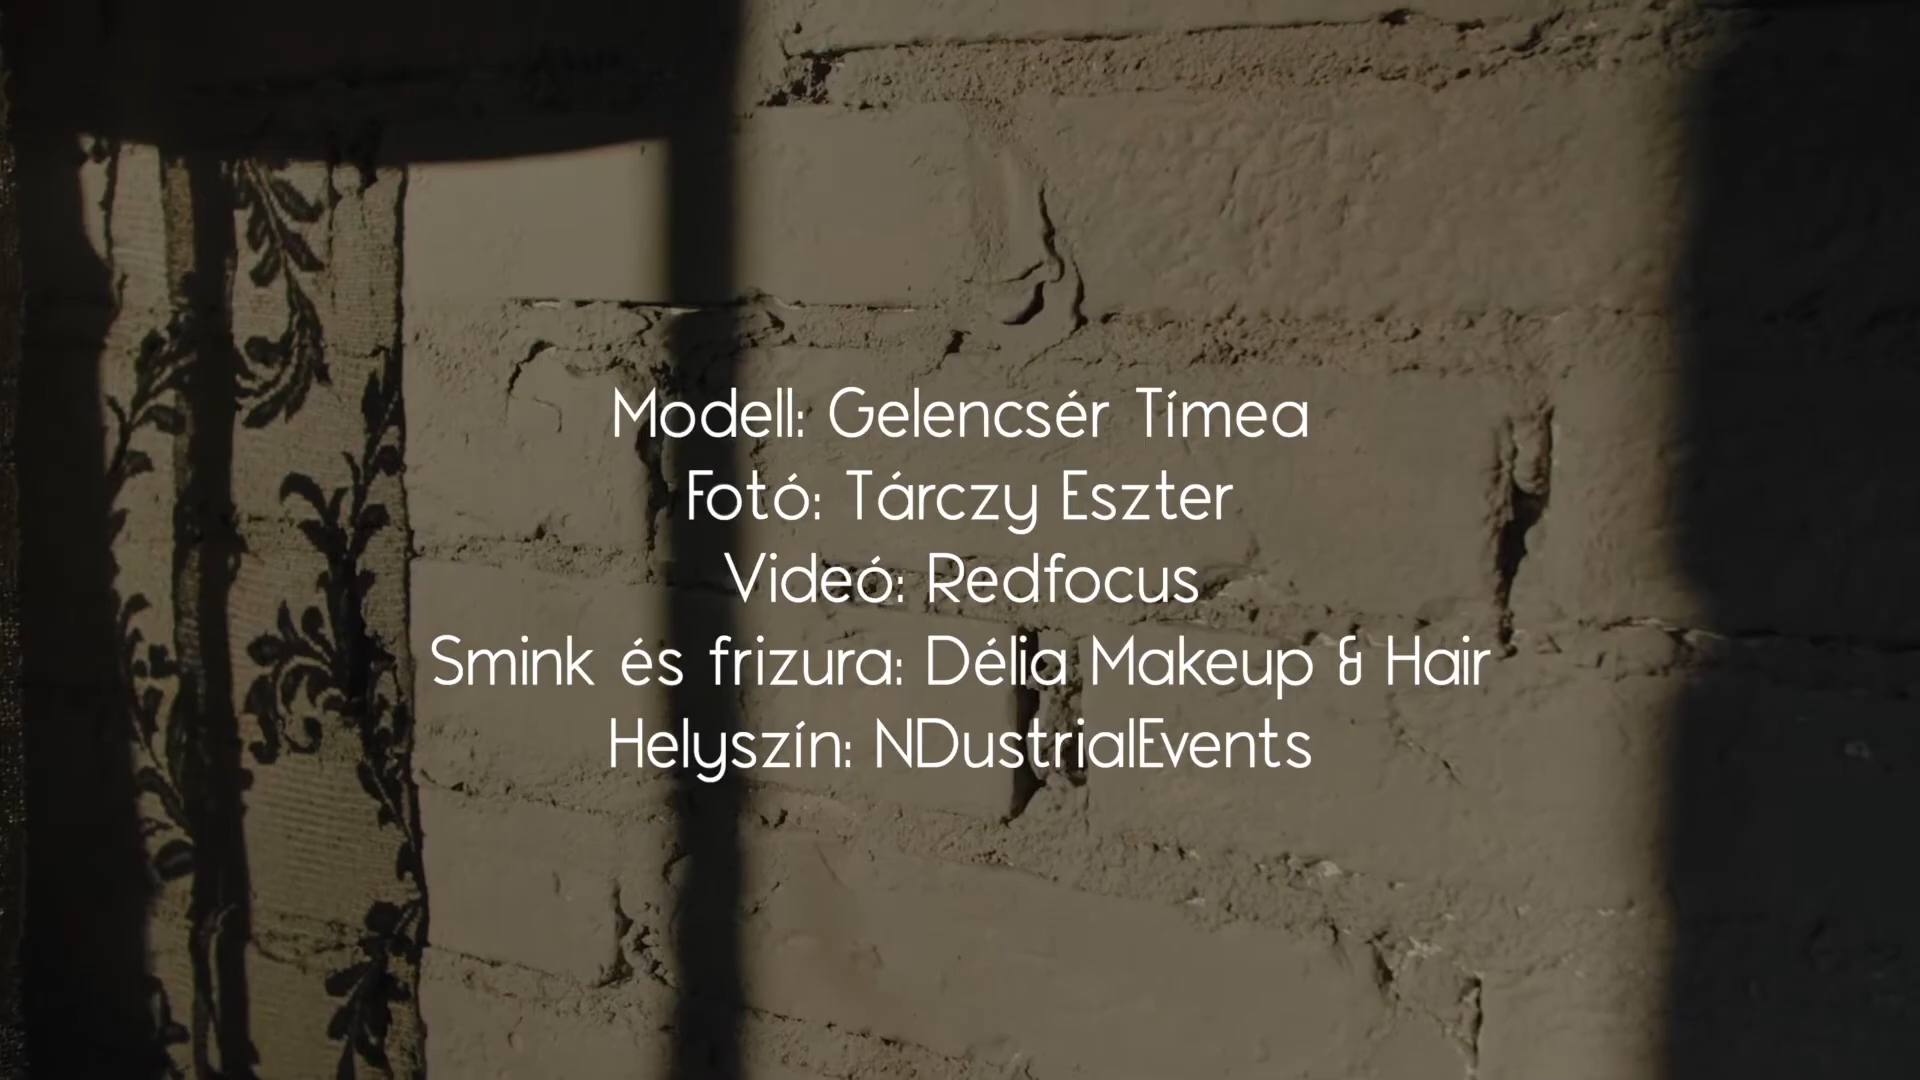 Modell: Gelencsér Tímea
Fotó: Tárczy Eszter
Videó: Redfocus
Smink és frizura: Délia Makeup & Hair
Helyszín: NDustrialEvents